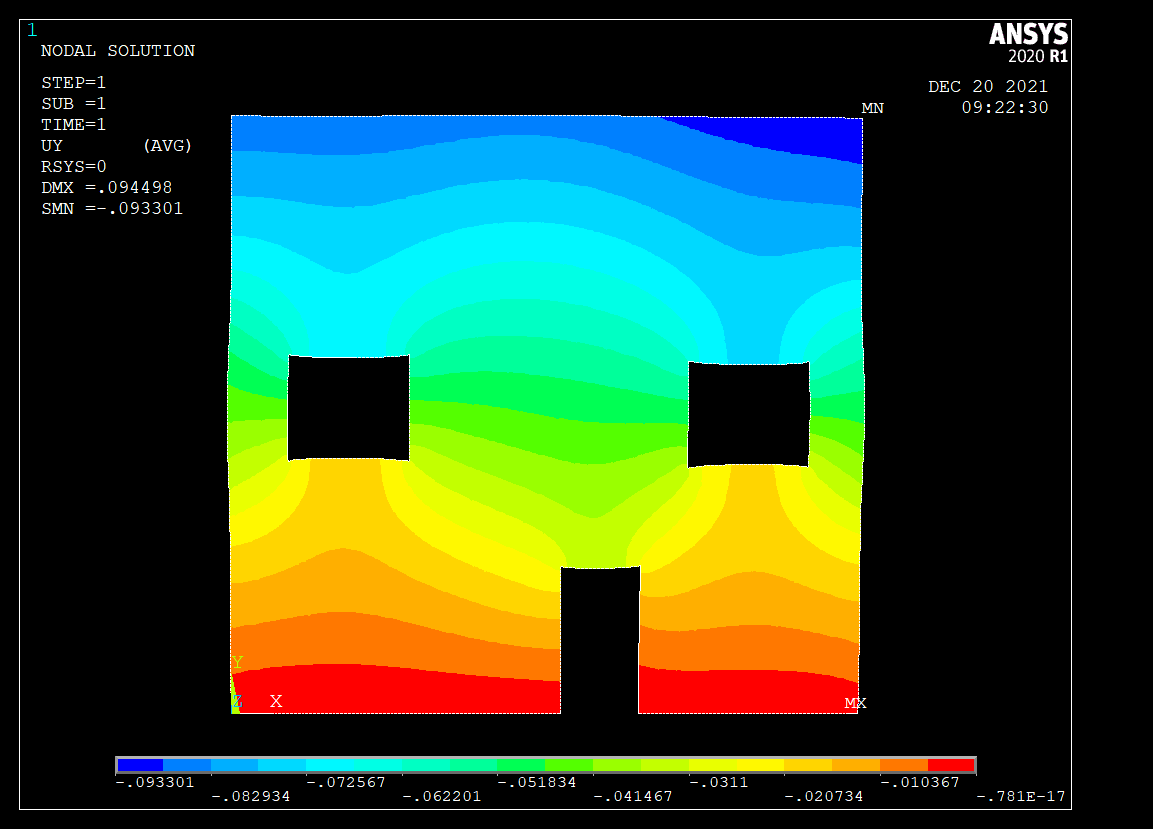 1
ANSYS
2020 R1
NODAL SOLUTION
STEP=1
SUB =1
TIME=1
UY (AVG)
RSYS=0
DMX =.094498
SMN =-.093301
DEC 20 2021
09:22:30
MN
Y
Z X
MX
-.093301 -.072567 -.051834 -.0311 -.010367
-.082934 -.062201 -.041467 -.020734 -.781E-17